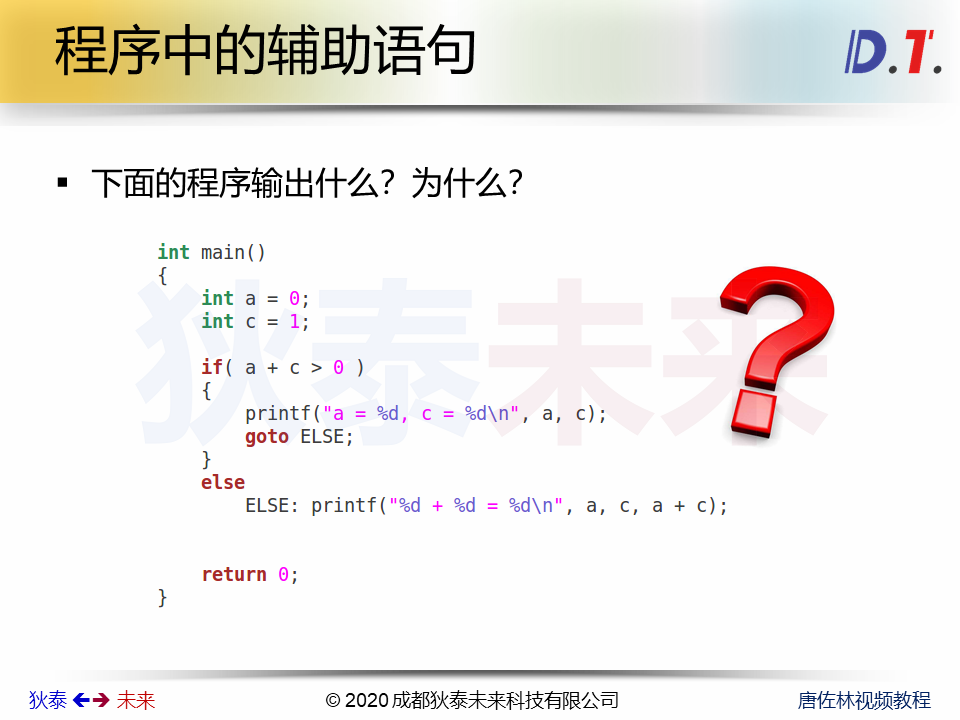 程序中的辅助语句
D.T.
▪ 下面的程序输出什么？为什么？
int main()
{
    int a = 0;
    int c = 1;
    if( a + c > 0 )
    {
        printf("a = %d, c = %d\n", a, c);
        goto ELSE;
    }
    else
        ELSE: printf("%d + %d = %d\n", a, c, a + c);
    return 0;
}
狄泰未来
狄泰 🡸🡺 未来
© 2020 成都狄泰未来科技有限公司
唐佐林视频教程